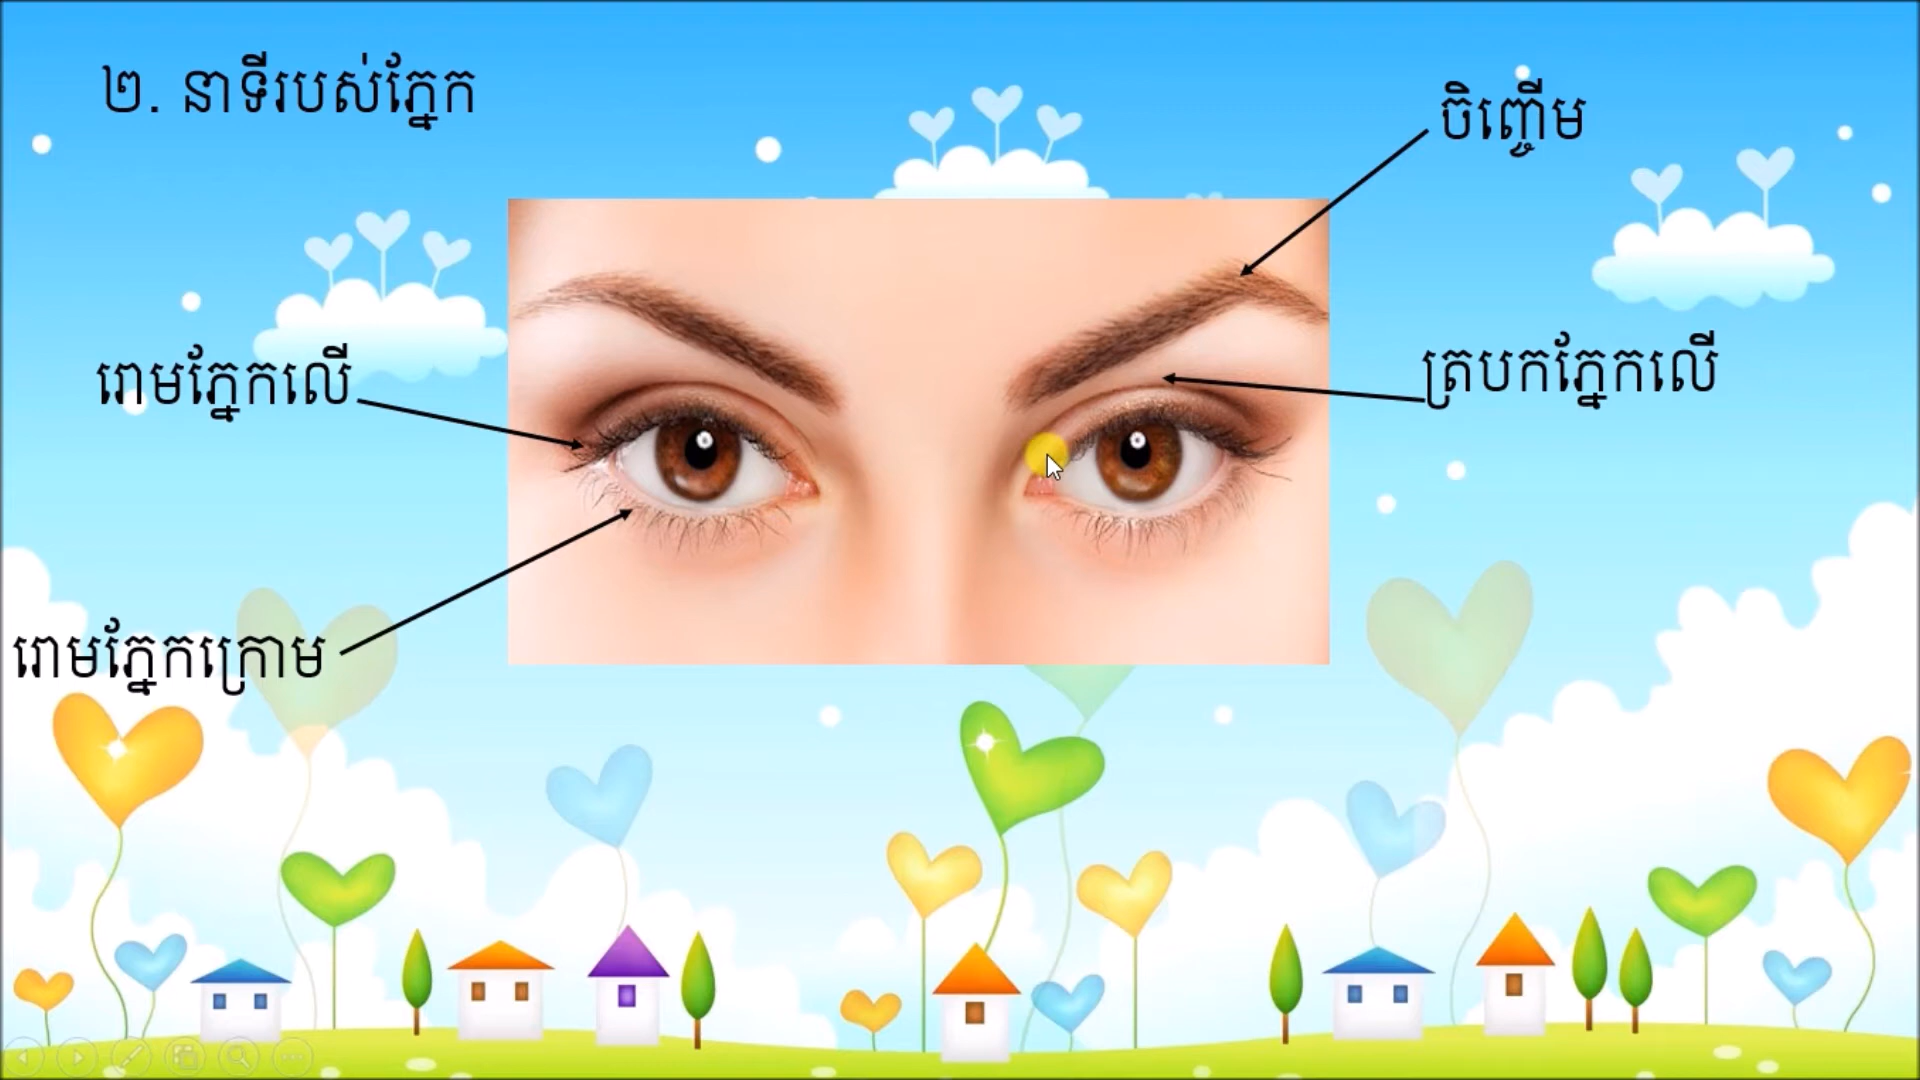 ២. នាទីរបស់ភ្នែក
ចិញ្ចើម
រោមភ្នែកលើ
ត្របកភ្នែកលើ
រោមភ្នែកក្រោម